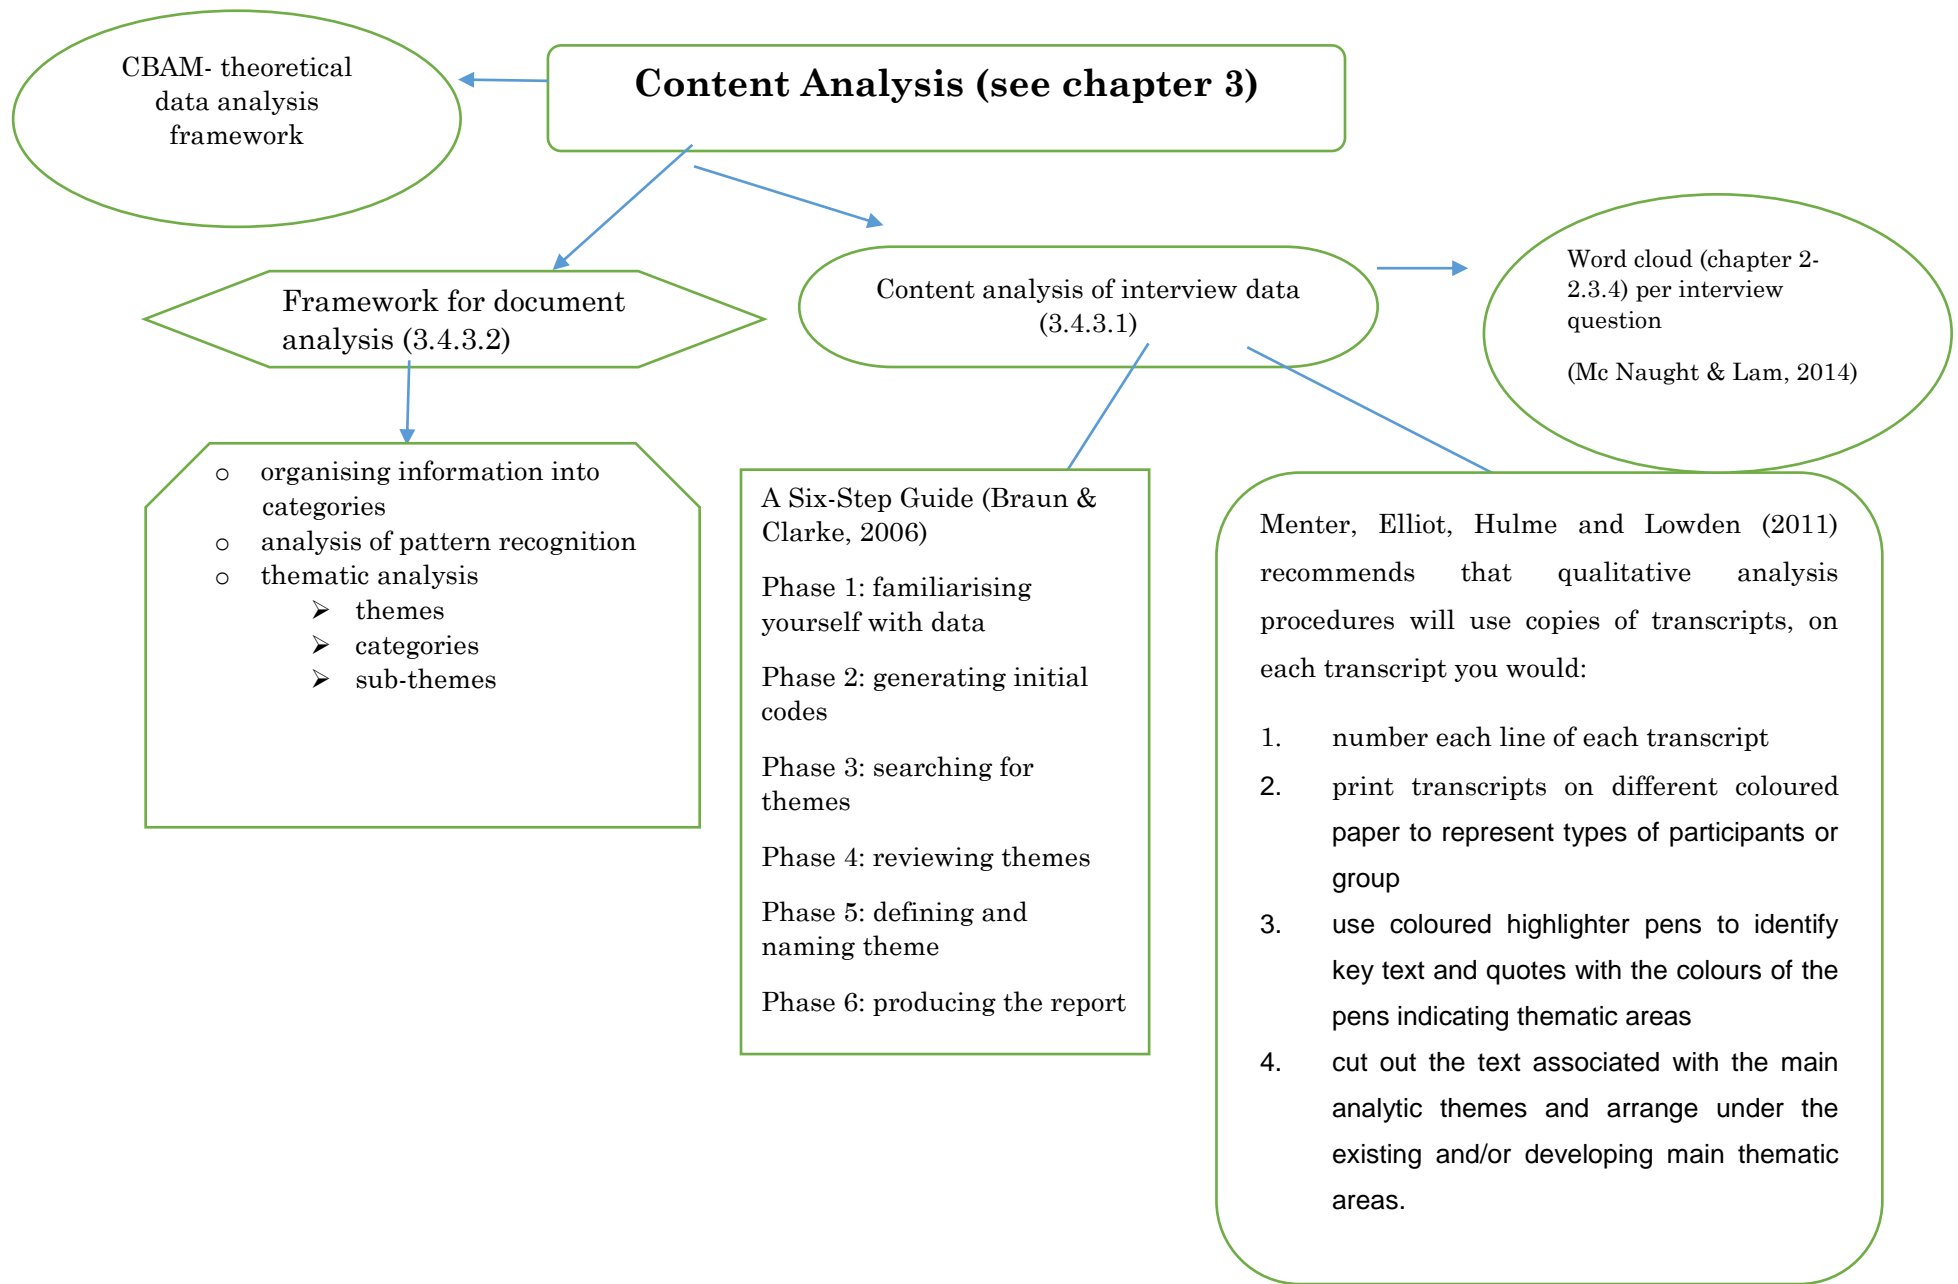 CBAM- theoretical
data analysis
framework
Content Analysis (see chapter 3)
Framework for document
analysis (3.4.3.2)
Content analysis of interview data
(3.4.3.1)
Word cloud (chapter 2-
2.3.4) per interview
question
(Mc Naught & Lam, 2014)
o organising information into
categories
o analysis of pattern recognition
o thematic analysis
➢ themes
➢ categories
➢ sub-themes
A Six-Step Guide (Braun &
Clarke, 2006)
Phase 1: familiarising
yourself with data
Phase 2: generating initial
codes
Phase 3: searching for
themes
Phase 4: reviewing themes
Phase 5: defining and
naming theme
Phase 6: producing the report
Menter, Elliot, Hulme and Lowden (2011)
recommends that qualitative analysis
procedures will use copies of transcripts, on
each transcript you would:
1. number each line of each transcript
2. print transcripts on different coloured
paper to represent types of participants or
group
3. use coloured highlighter pens to identify
key text and quotes with the colours of the
pens indicating thematic areas
4. cut out the text associated with the main
analytic themes and arrange under the
existing and/or developing main thematic
areas.